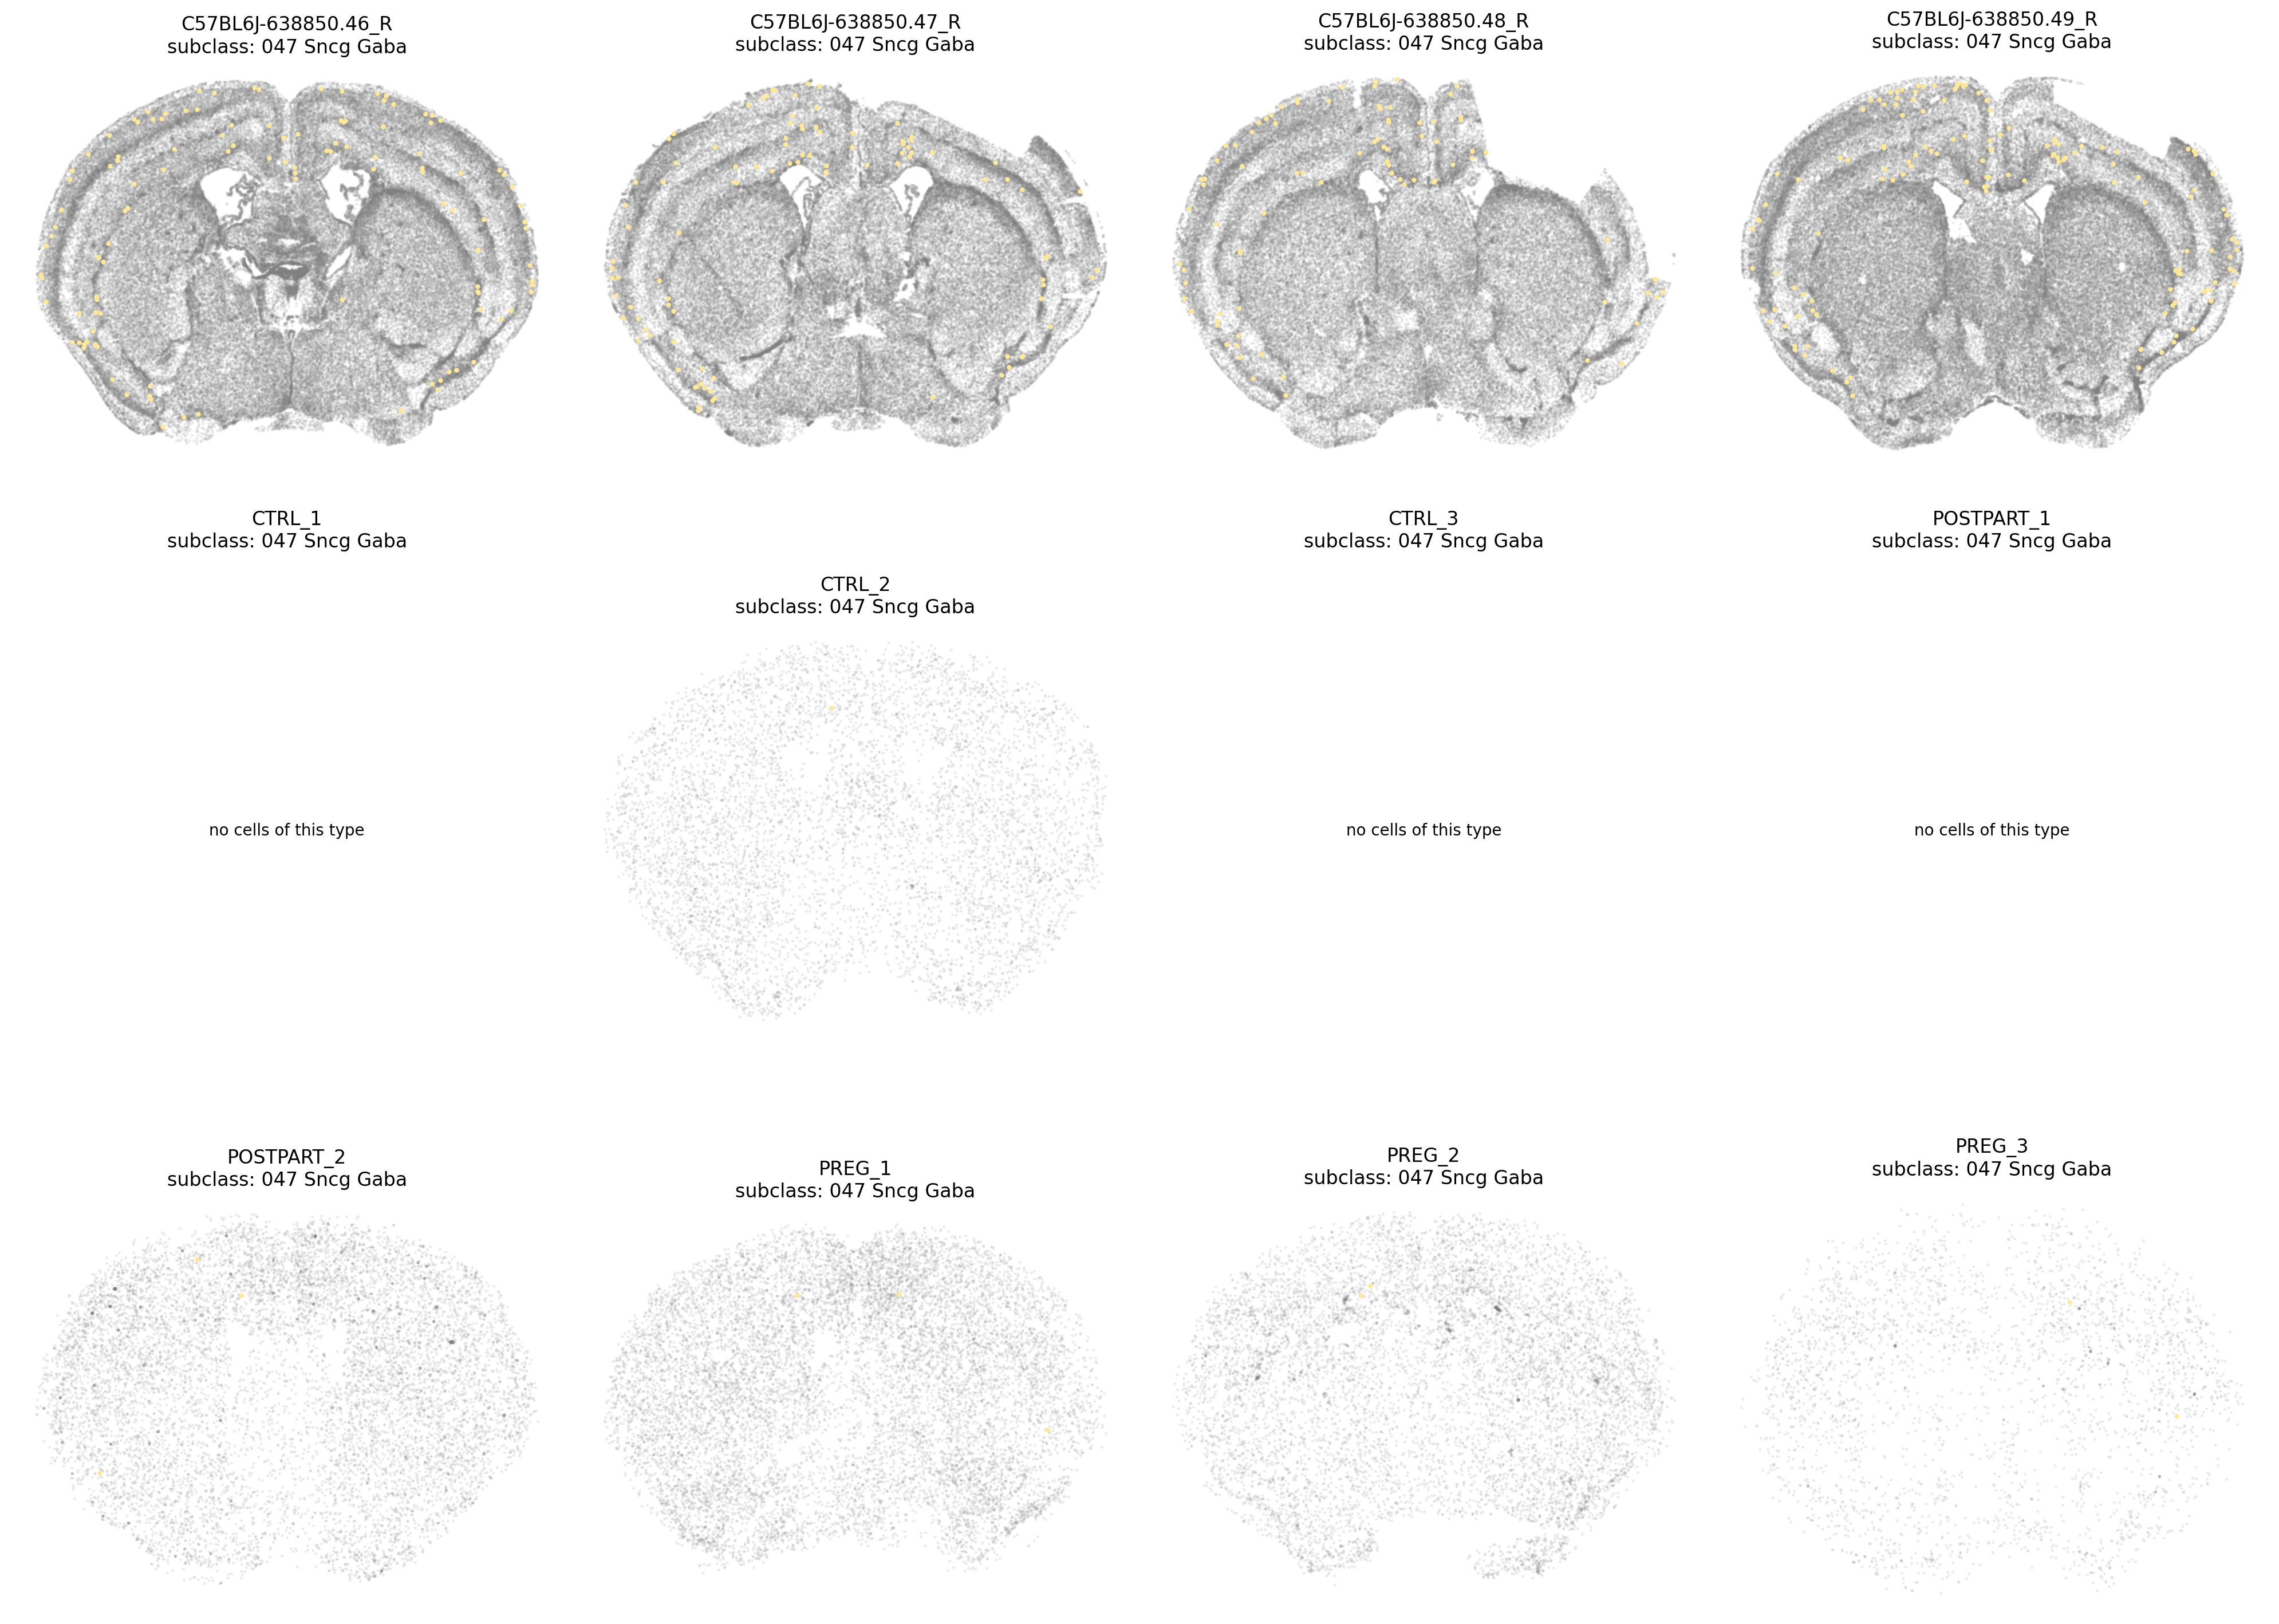 C57BL6J-638850.46_R
subclass: 047 Sncg Gaba
C57BL6J-638850.47_R
subclass: 047 Sncg Gaba
C57BL6J-638850.48_R
subclass: 047 Sncg Gaba
C57BL6J-638850.49_R
subclass: 047 Sncg Gaba
CTRL_1
subclass: 047 Sncg Gaba
no cells of this type
CTRL_2
subclass: 047 Sncg Gaba
CTRL_3
subclass: 047 Sncg Gaba
no cells of this type
POSTPART_1
subclass: 047 Sncg Gaba
no cells of this type
POSTPART_2
subclass: 047 Sncg Gaba
PREG_1
subclass: 047 Sncg Gaba
PREG_2
subclass: 047 Sncg Gaba
PREG_3
subclass: 047 Sncg Gaba